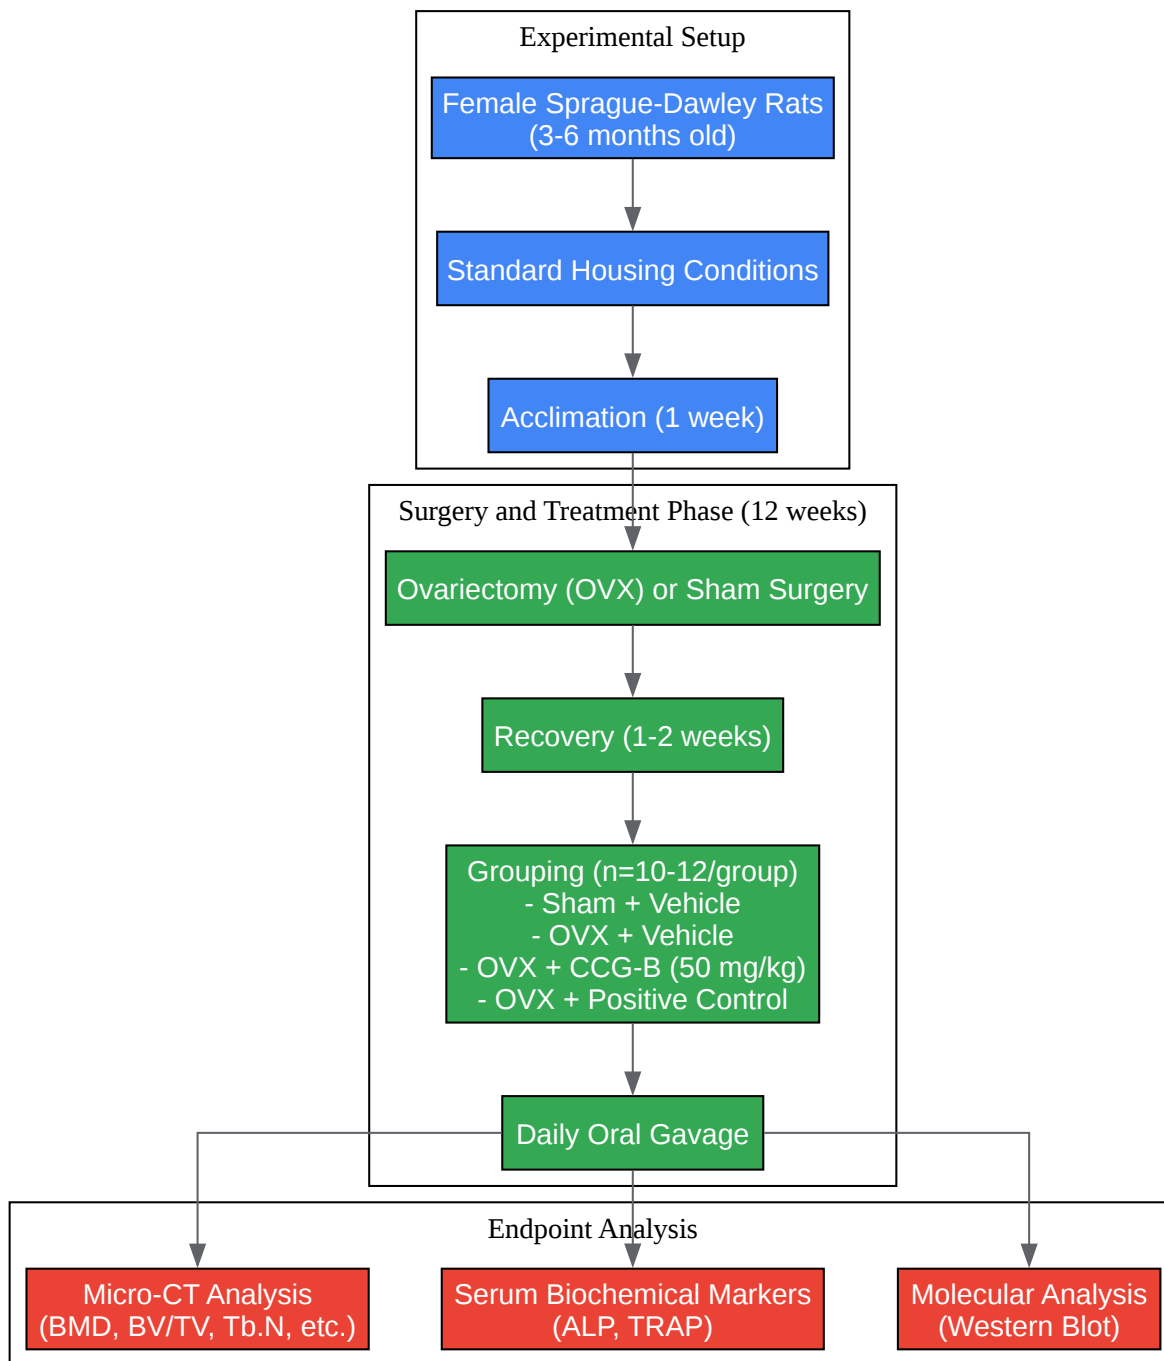 Experimental Setup
Female Sprague-Dawley Rats
(3-6 months old)
Standard Housing Conditions
Acclimation (1 week)
Surgery and Treatment Phase (12 weeks)
Ovariectomy (OVX) or Sham Surgery
Recovery (1-2 weeks)
Grouping (n=10-12/group)
- Sham + Vehicle
- OVX + Vehicle
- OVX + CCG-B (50 mg/kg)
- OVX + Positive Control
Daily Oral Gavage
Endpoint Analysis
Micro-CT Analysis
(BMD, BV/TV, Tb.N, etc.)
Serum Biochemical Markers
(ALP, TRAP)
Molecular Analysis
(Western Blot)